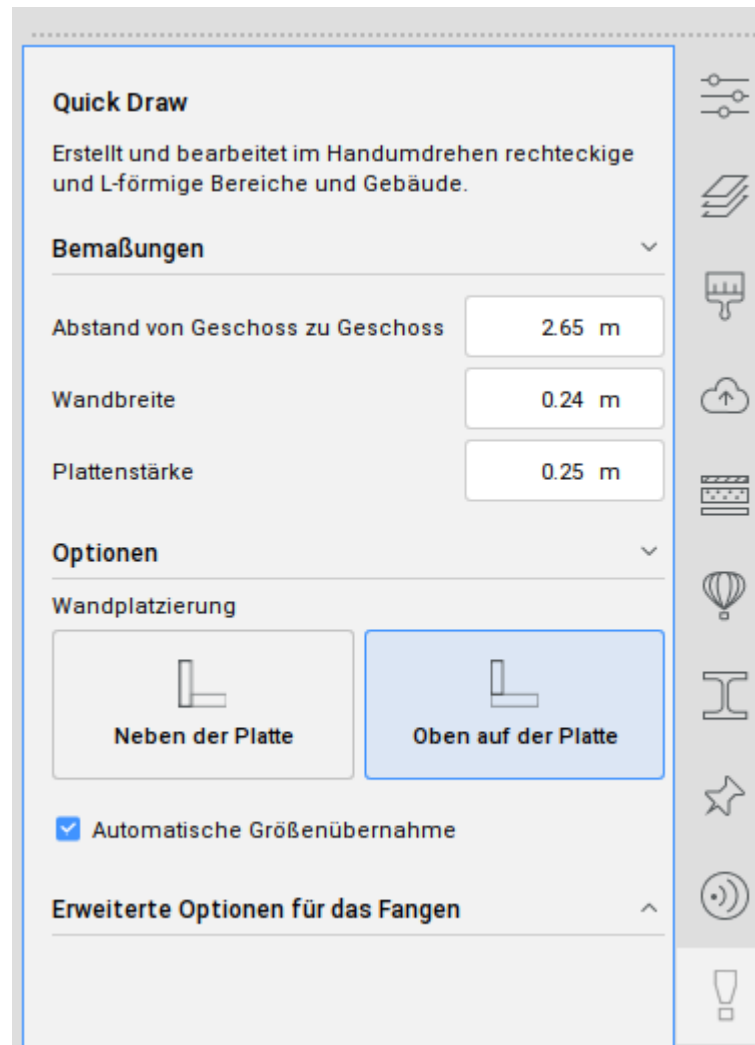 Quick Draw
Erstellt und bearbeitet im Handumdrehen rechteckige
und L-förmige Bereiche und Gebäude.
Bemaßungen
Abstand von Geschoss zu Geschoss 2.65 m
Wandbreite 0.24 m
Plattenstärke 0.25 m
Optionen
Wandplatzierung
Neben der Platte Oben auf der Platte
Automatische Größenübernahme
Erweiterte Optionen für das Fangen